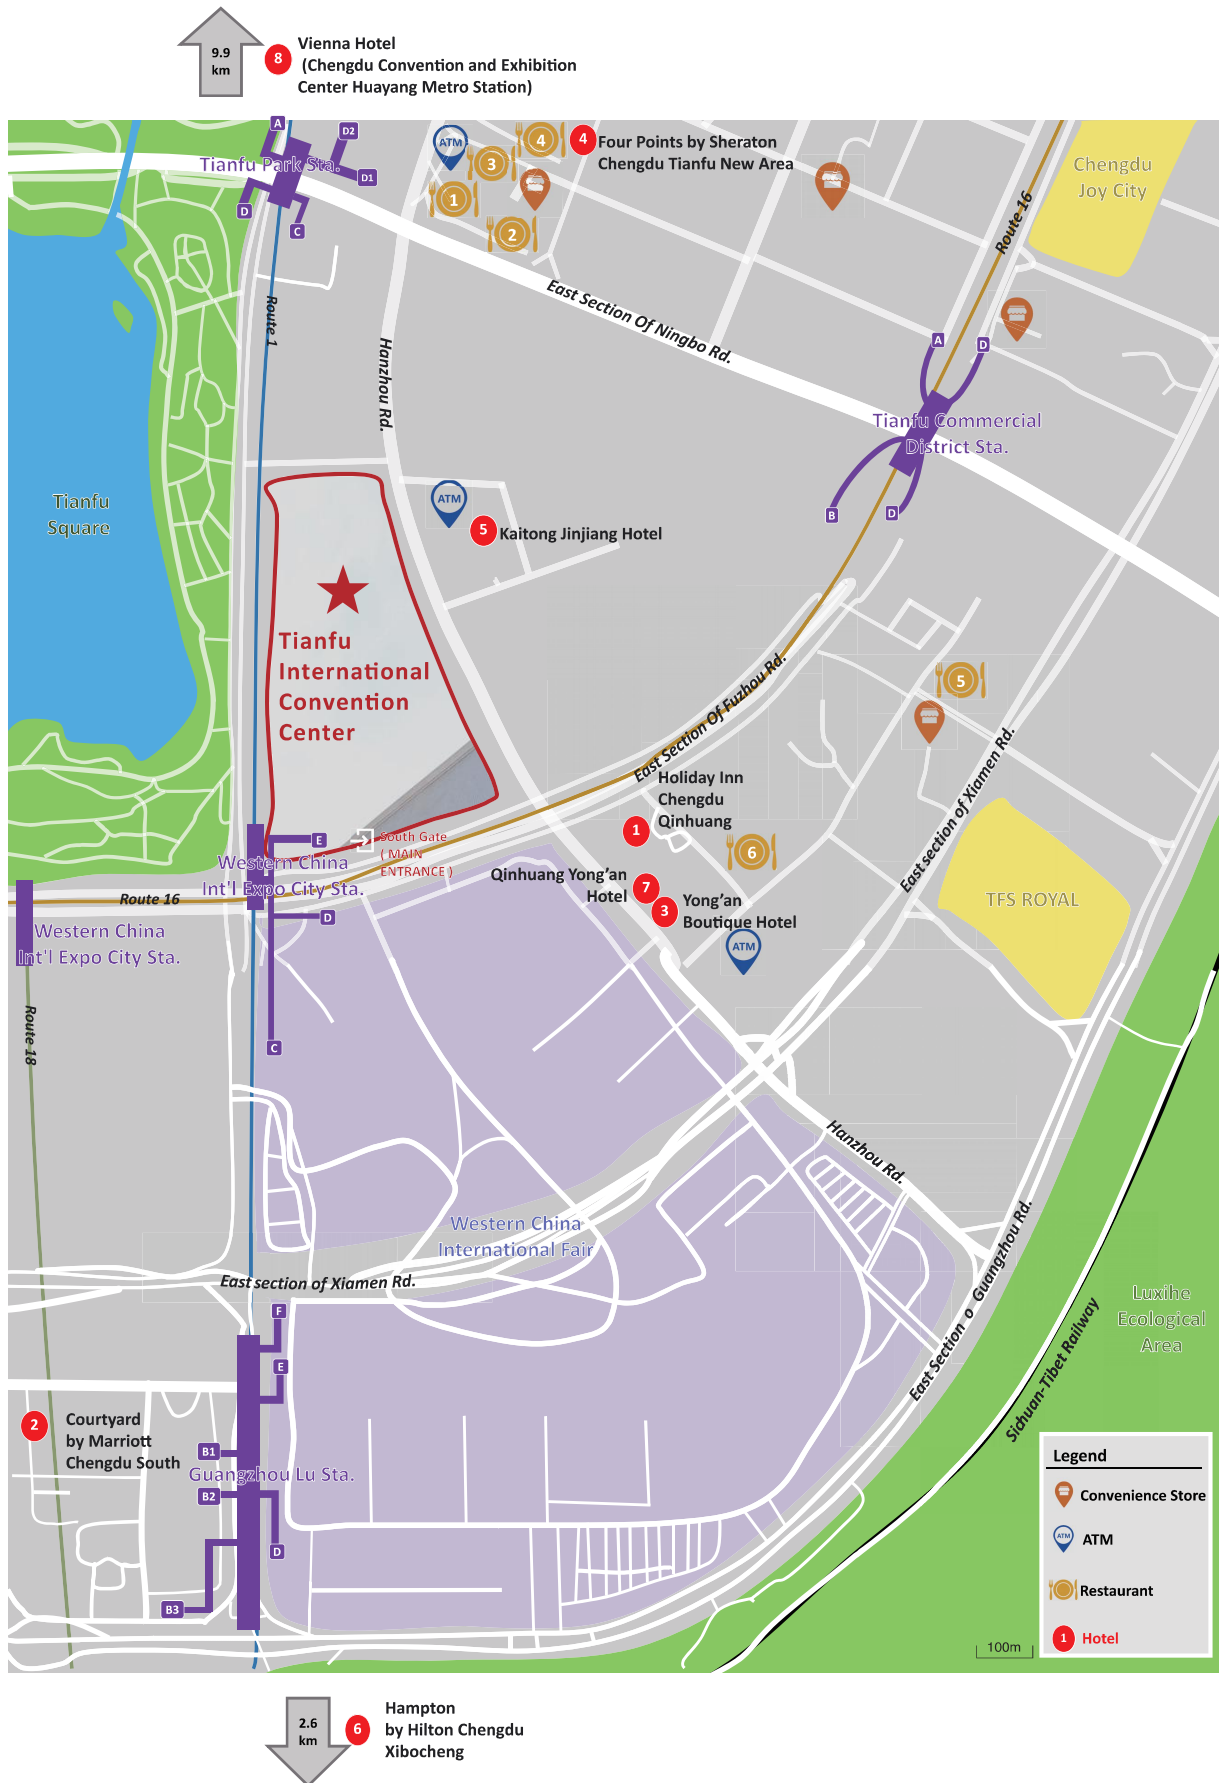 9.9
km
8
Vienna Hotel
(Chengdu Convention and Exhibition
Center Huayang Metro Station)
A
D2
Tianfu Park Sta.
D1
D
C
ATM
4
3
1
2
4
Four Points by Sheraton
Chengdu Tianfu New Area
Chengdu
Joy City
Route 16
Route 1
Hanzhou Rd.
East Section Of Ningbo Rd.
A
D
Tianfu Commercial
District Sta.
B
D
Tianfu
Square
ATM
5
Kaitong Jinjiang Hotel
Tianfu
International
Convention
Center
5
East Section Of Fuzhou Rd.
East section of Xiamen Rd.
Holiday Inn
Chengdu
Qinhuang
1
6
South Gate
( MAIN
ENTRANCE )
E
Western China
Int'l Expo City Sta.
Route 16
D
Qinhuang Yong'an
Hotel
7
3
Yong'an
Boutique Hotel
ATM
TFS ROYAL
Western China
Int'l Expo City Sta.
Route 18
C
Hanzhou Rd.
Western China
International Fair
East section of Xiamen Rd.
East Section o Guangzhou Rd.
Sichuan-Tibet Railway
Luxihe
Ecological
Area
F
E
2
Courtyard
by Marriott
Chengdu South
B1
Guangzhou Lu Sta.
B2
D
B3
Legend
Convenience Store
ATM
ATM
Restaurant
1
Hotel
100m
2.6
km
6
Hampton
by Hilton Chengdu
Xibocheng